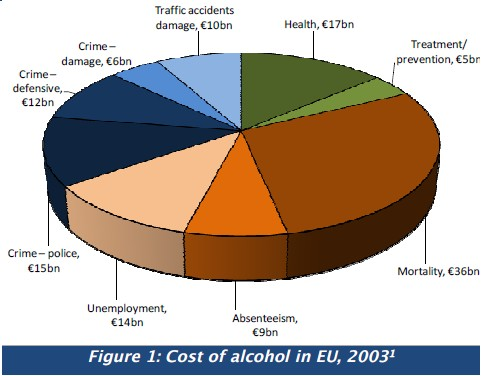 Traffic accidents
damage, €10bn
Health, €17bn
Treatment/
prevention, €5bn
Mortality, €36bn
Absenteeism,
€9bn
Unemployment,
€14bn
Crime – police,
€15bn
Crime –
defensive,
€12bn
Crime –
damage, €6bn
Figure 1: Cost of alcohol in EU, 2003¹